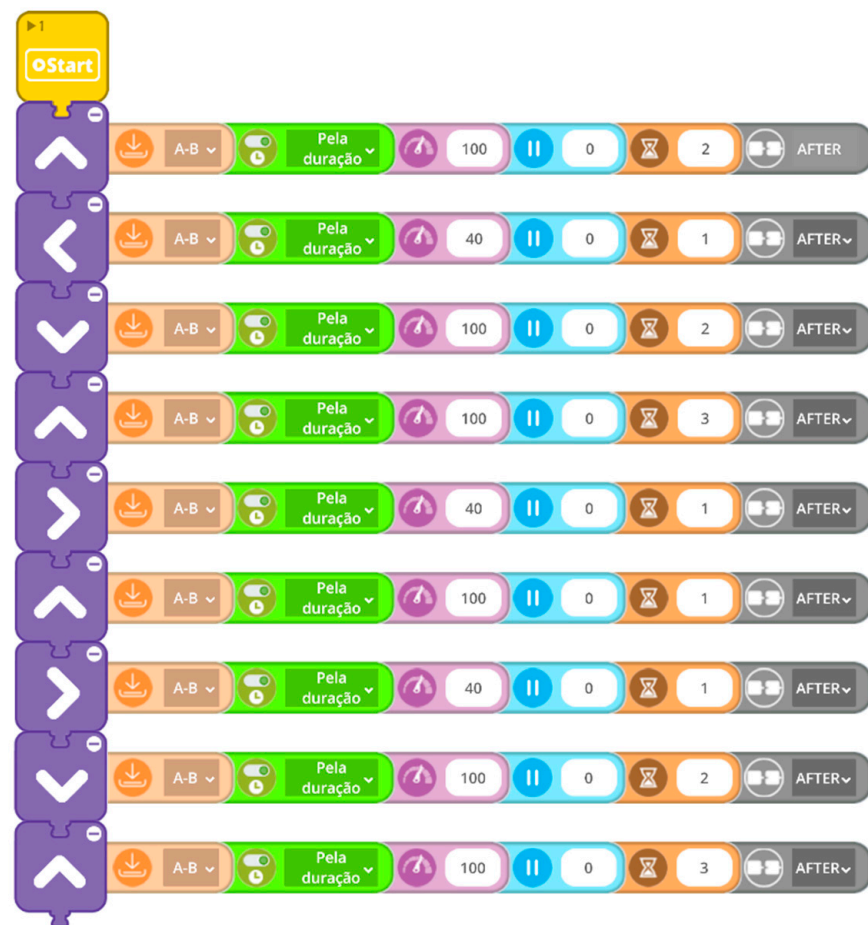 1
Start
A-B Pela duração 100 0 2 AFTER
A-B Pela duração 40 0 1 AFTER
A-B Pela duração 100 0 2 AFTER
A-B Pela duração 100 0 3 AFTER
A-B Pela duração 40 0 1 AFTER
A-B Pela duração 100 0 1 AFTER
A-B Pela duração 40 0 1 AFTER
A-B Pela duração 100 0 2 AFTER
A-B Pela duração 100 0 3 AFTER